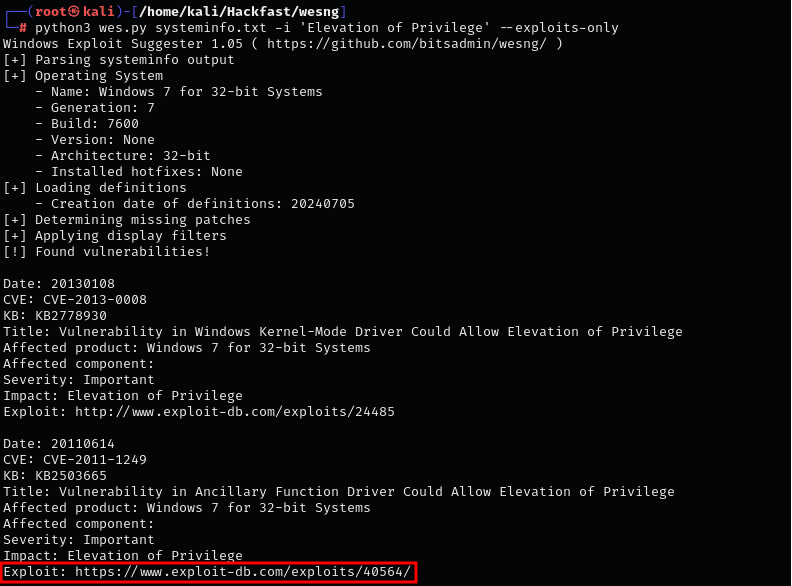 ┌──(root㉿kali)-[/home/kali/Hackfast/wesng]
└─# python3 wes.py systeminfo.txt -i 'Elevation of Privilege' --exploits-only
Windows Exploit Suggester 1.05 ( https://github.com/bitsadmin/wesng/ )
[+] Parsing systeminfo output
[+] Operating System
    - Name: Windows 7 for 32-bit Systems
    - Generation: 7
    - Build: 7600
    - Version: None
    - Architecture: 32-bit
    - Installed hotfixes: None
[+] Loading definitions
    - Creation date of definitions: 20240705
[+] Determining missing patches
[+] Applying display filters
[!] Found vulnerabilities!

Date: 20130108
CVE: CVE-2013-0008
KB: KB2778930
Title: Vulnerability in Windows Kernel-Mode Driver Could Allow Elevation of Privilege
Affected product: Windows 7 for 32-bit Systems
Affected component:
Severity: Important
Impact: Elevation of Privilege
Exploit: http://www.exploit-db.com/exploits/24485

Date: 20110614
CVE: CVE-2011-1249
KB: KB2503665
Title: Vulnerability in Ancillary Function Driver Could Allow Elevation of Privilege
Affected product: Windows 7 for 32-bit Systems
Affected component:
Severity: Important
Impact: Elevation of Privilege
Exploit: https://www.exploit-db.com/exploits/40564/